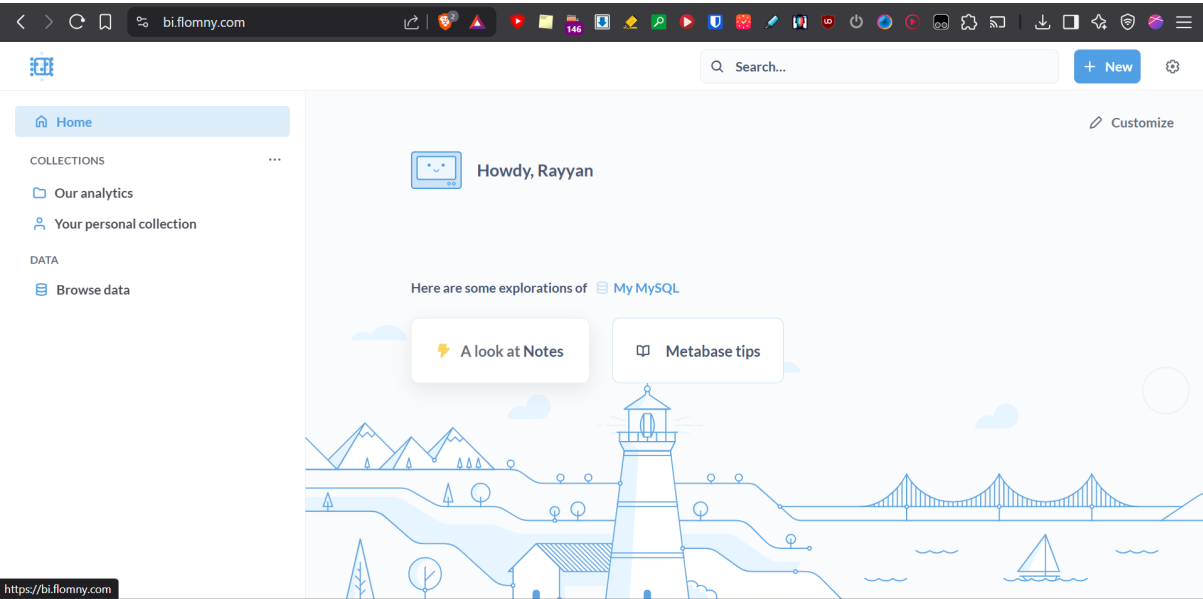 bi.flomny.com
2
146
Search...
+ New
Home
Customize
COLLECTIONS
...
Our analytics
Your personal collection
DATA
Browse data
Howdy, Rayyan
Here are some explorations of My MySQL
A look at Notes
Metabase tips
https://bi.flomny.com